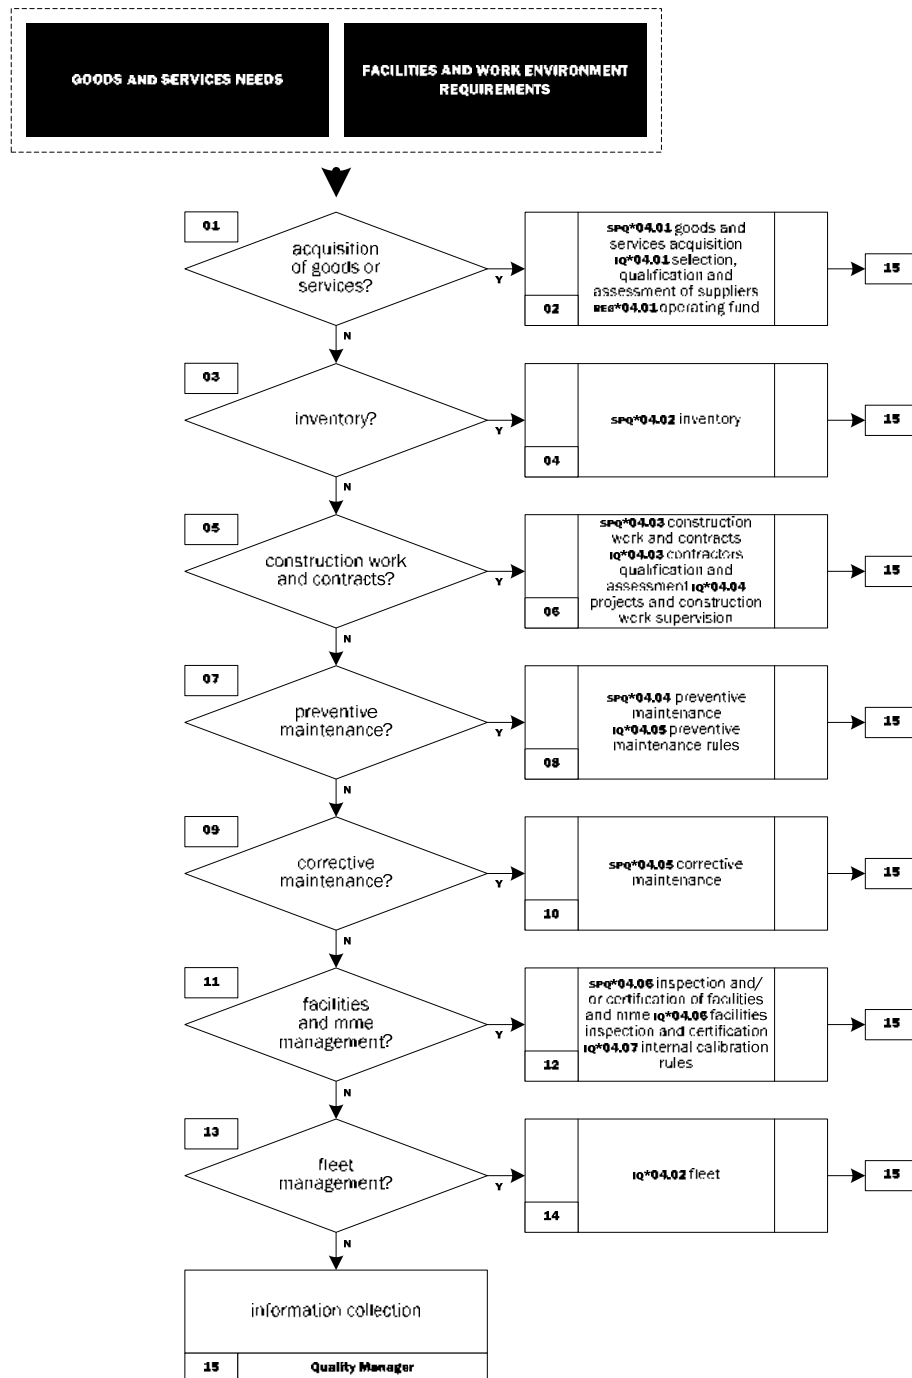 GOODS AND SERVICES NEEDS
FACILITIES AND WORK ENVIRONMENT
REQUIREMENTS
01
acquisition
of goods or
services?
Y
N
SPQ*04.01 goods and
services acquisition
IQ*04.01 selection,
qualification and
assessment of suppliers
REG*04.01 operating fund
02
15
03
inventory?
Y
N
SPQ*04.02 inventory
04
15
05
construction work
and contracts?
Y
N
SPQ*04.03 construction
work and contracts
IQ*04.03 contractors
qualification and
assessment IQ*04.04
projects and construction
work supervision
06
15
07
preventive
maintenance?
Y
N
SPQ*04.04 preventive
maintenance
IQ*04.05 preventive
maintenance rules
08
15
09
corrective
maintenance?
Y
N
SPQ*04.05 corrective
maintenance
10
15
11
facilities
and mme
management?
Y
N
SPQ*04.06 inspection and/
or certification of facilities
and mme IQ*04.06 facilities
inspection and certification
IQ*04.07 internal calibration
rules
12
15
13
fleet
management?
Y
N
IQ*04.02 fleet
14
15
information collection
15
Quality Manager